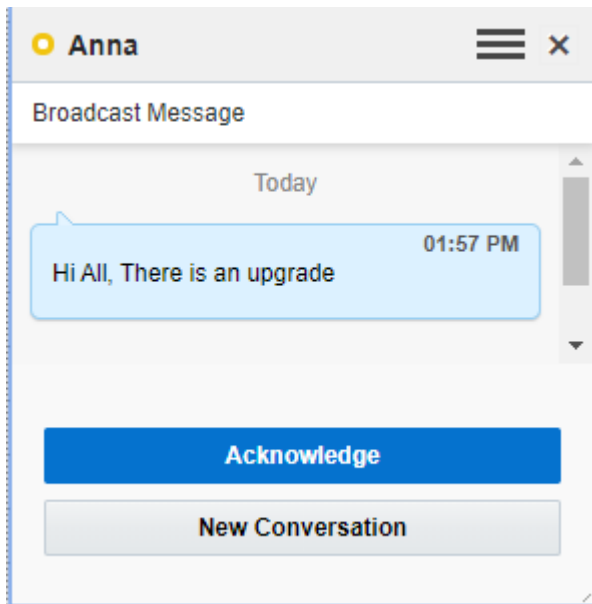 Anna
Broadcast Message
Today
01:57 PM
Hi All, There is an upgrade
Acknowledge
New Conversation